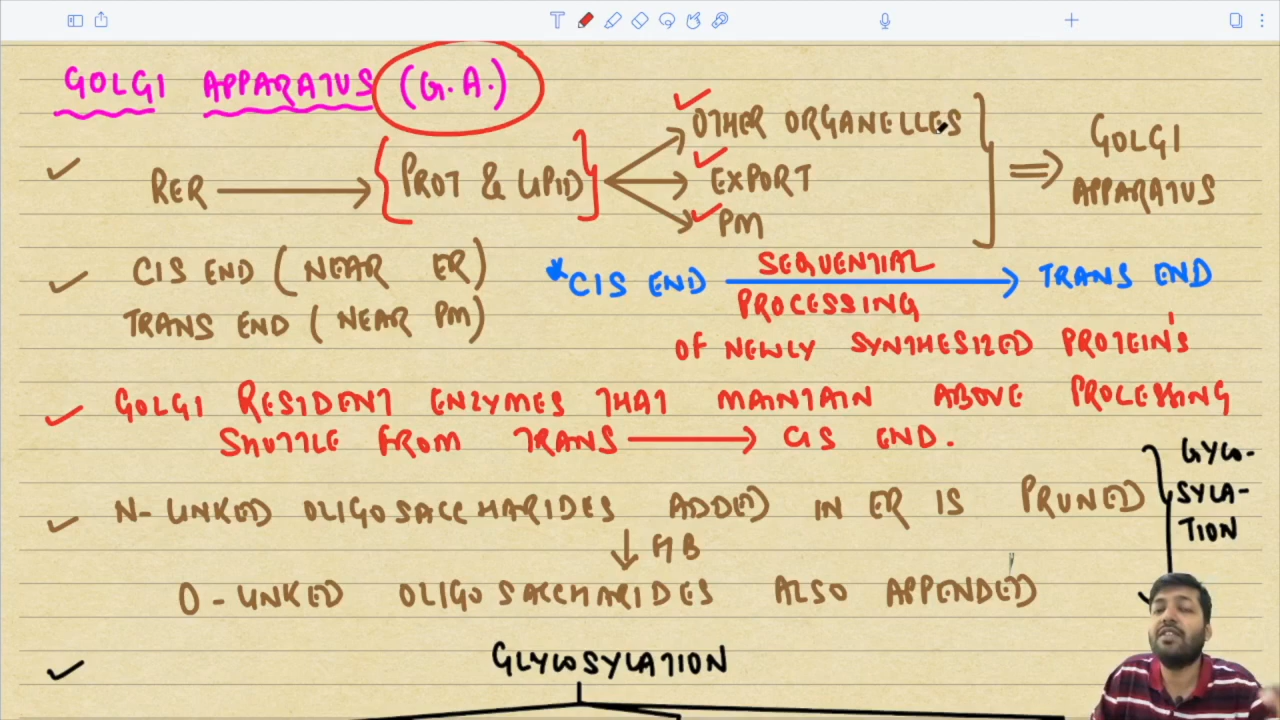 GOLGI APPARATUS (G.A.)
RER → {PROT & LIPID} OTHER ORGANELLES
EXPORT
PM
⇒ GOLGI
APPARATUS
CIS END (NEAR ER)
TRANS END (NEAR PM)
*CIS END → TRANS END
SEQUENTIAL
PROCESSING
OF NEWLY SYNTHESIZED PROTEIN'S
GOLGI RESIDENT ENZYMES THAT MAINTAIN ABOVE PROCESSING
SHUTTLE FROM TRANS → CIS END.
N-LINKED OLIGOSACCHARIDES ADDED IN ER IS PRUNED
↓ GB
O-LINKED OLIGOSACCHARIDES ALSO APPENDED
GLYCO-
SYLA-
TION
GLYCOSYLATION